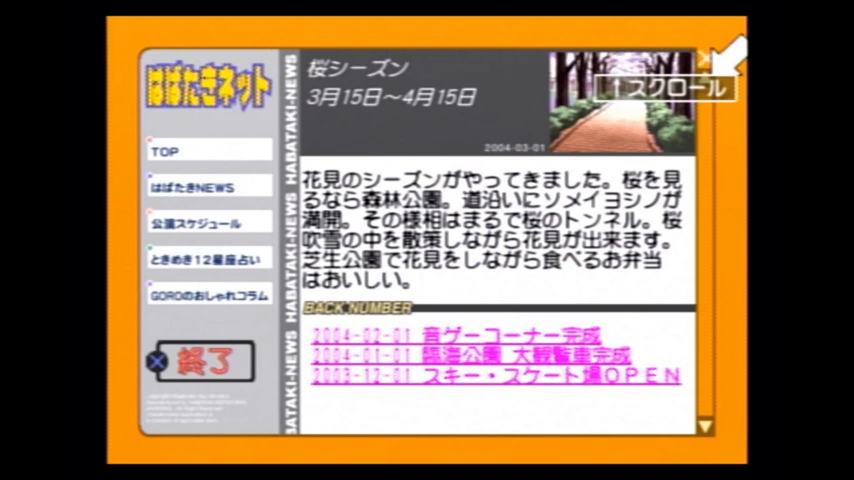 はばたきネット
TOP
はばたきNEWS
公演スケジュール
ときめき12星座占い
GOROのおしゃれコラム
終了
HABATAKI-NEWS HABATAKI-NEWS HABATAKI-NEWS
桜シーズン
3月15日〜4月15日
↑スクロール
2004-03-01
花見のシーズンがやってきました。桜を見
るなら森林公園。道沿いにソメイヨシノが
満開。その様相はまるで桜のトンネル。桜
吹雪の中を散策しながら花見が出来ます。
芝生公園で花見をしながら食べるお弁当
はおいしい。
BACK NUMBER
2004-02-01 音ゲーコーナー完成
2004-01-01 臨海公園 大観覧車完成
2003-12-01 スキー・スケート場OPEN